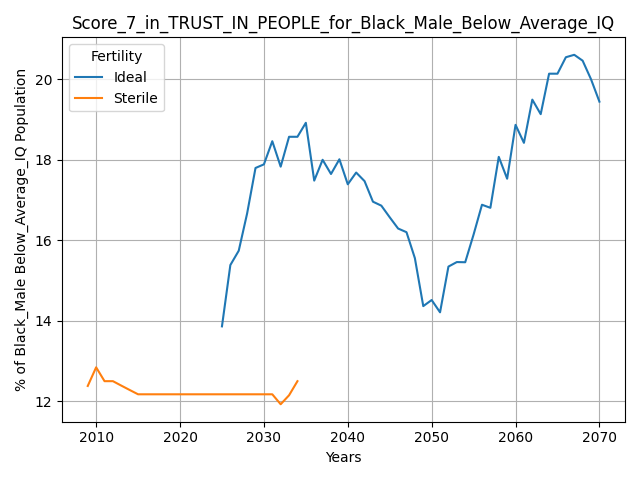 Score_7_in_TRUST_IN_PEOPLE_for_Black_Male_Below_Average_IQ
Fertility
Ideal
Sterile
% of Black_Male Below_Average_IQ Population
20
18
16
14
12
2010 2020 2030 2040 2050 2060 2070
Years